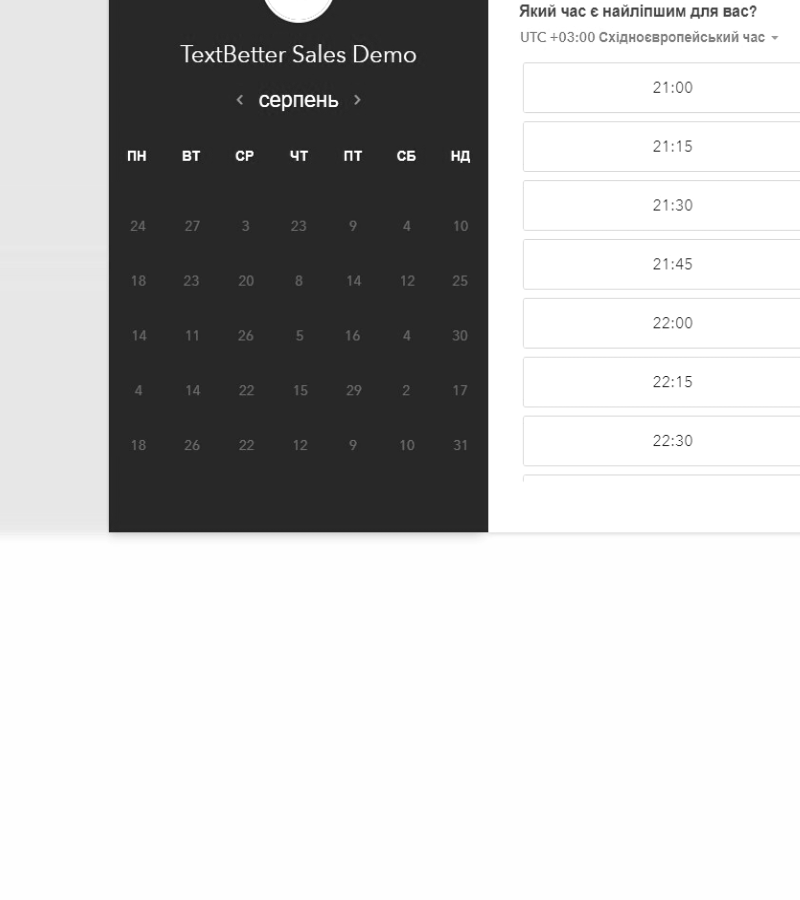 TextBetter Sales Demo
серпень
ПН ВТ СР ЧТ ПТ СБ НД
24 27 3 23 9 4 10
18 23 20 8 14 12 25
14 11 26 5 16 4 30
4 14 22 15 29 2 17
18 26 22 12 9 10 31
Який час є найліпшим для вас?
UTC +03:00 Східноєвропейський час
21:00
21:15
21:30
21:45
22:00
22:15
22:30